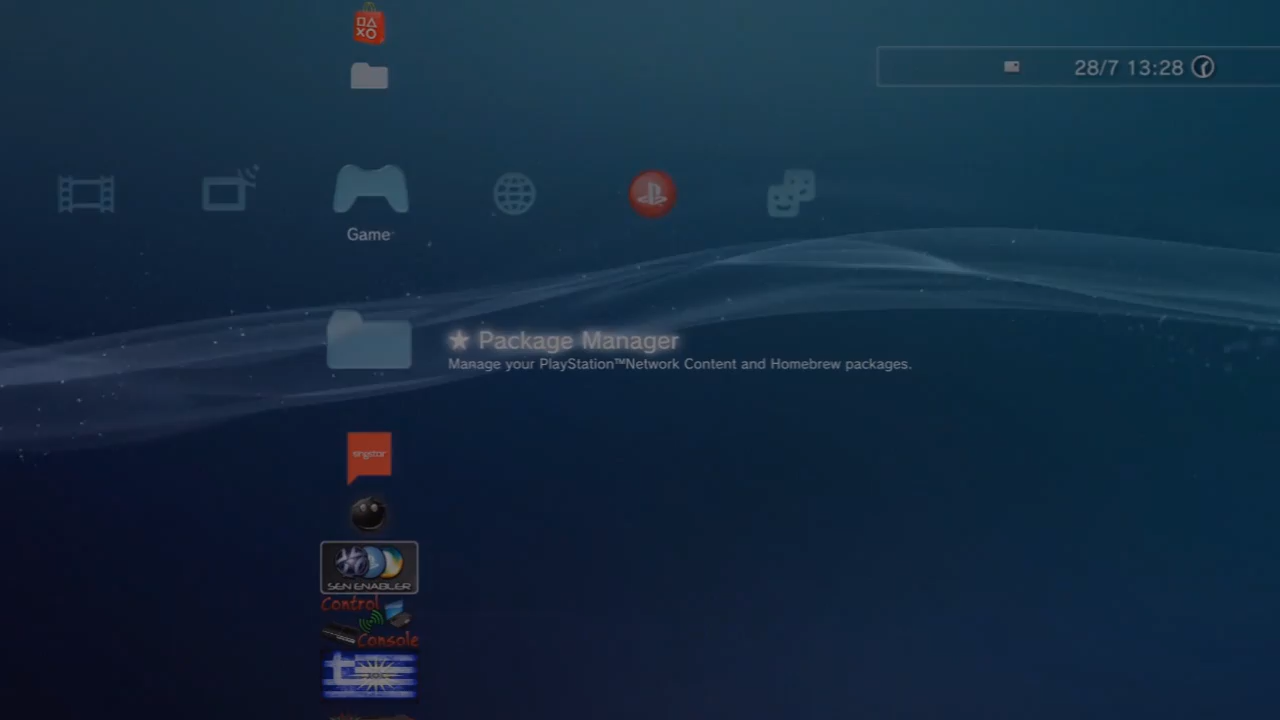 28/7 13:28
Game
★ Package Manager
Manage your PlayStation™Network Content and Homebrew packages.
singstar
SEN ENABLER
Control
Console